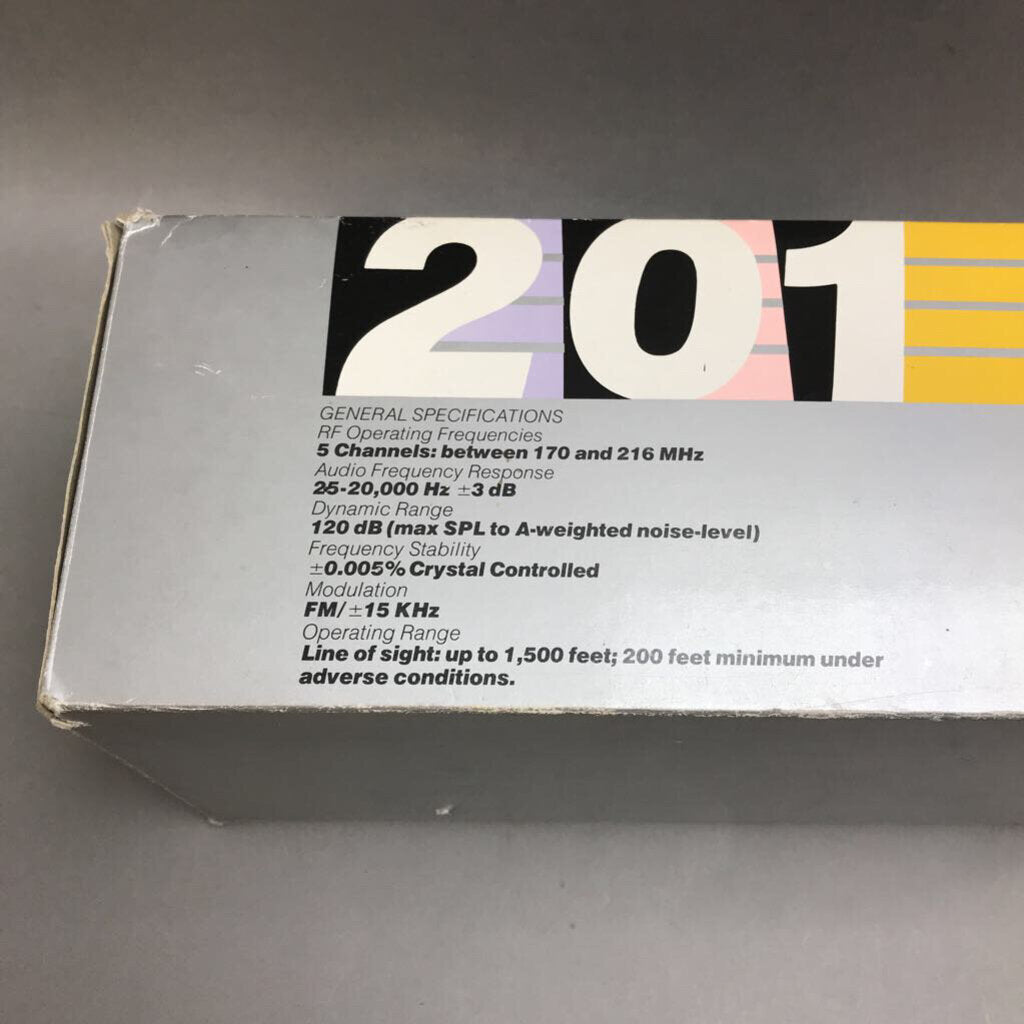 201
GENERAL SPECIFICATIONS
RF Operating Frequencies
5 Channels: between 170 and 216 MHz
Audio Frequency Response
25-20,000 Hz ±3 dB
Dynamic Range
120 dB (max SPL to A-weighted noise-level)
Frequency Stability
±0.005% Crystal Controlled
Modulation
FM/±15 KHz
Operating Range
Line of sight: up to 1,500 feet; 200 feet minimum under
adverse conditions.